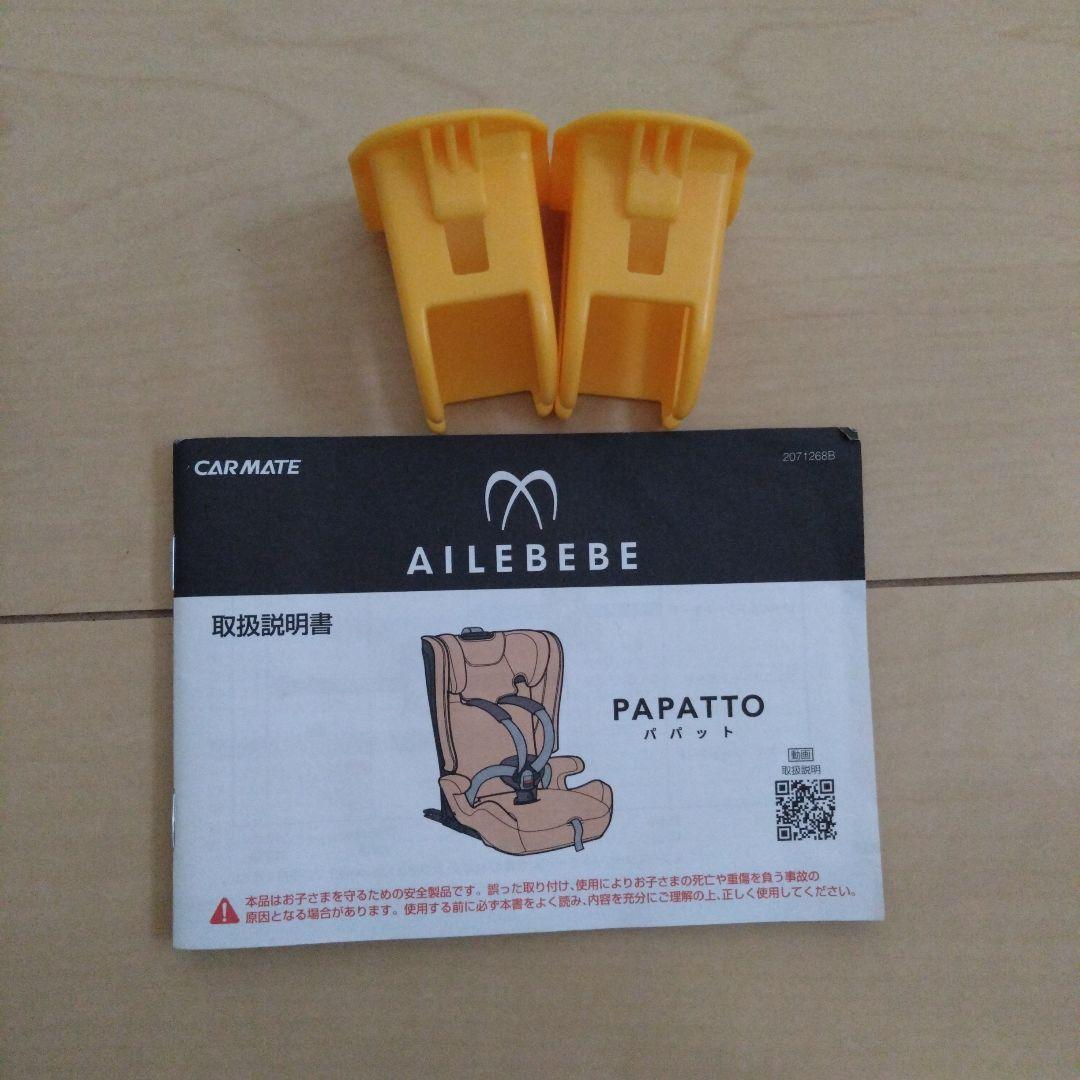 CARMATE
2071268B
AILEBEBE
取扱説明書
PAPATTO
パパット
動画
取扱説明
本品はお子さまを守るための安全製品です。誤った取り付け、使用によりお子さまの死亡や重傷を負う事故の
原因となる場合があります。使用する前に必ず本書をよく読み、内容を充分にご理解の上、正しく使用してください。